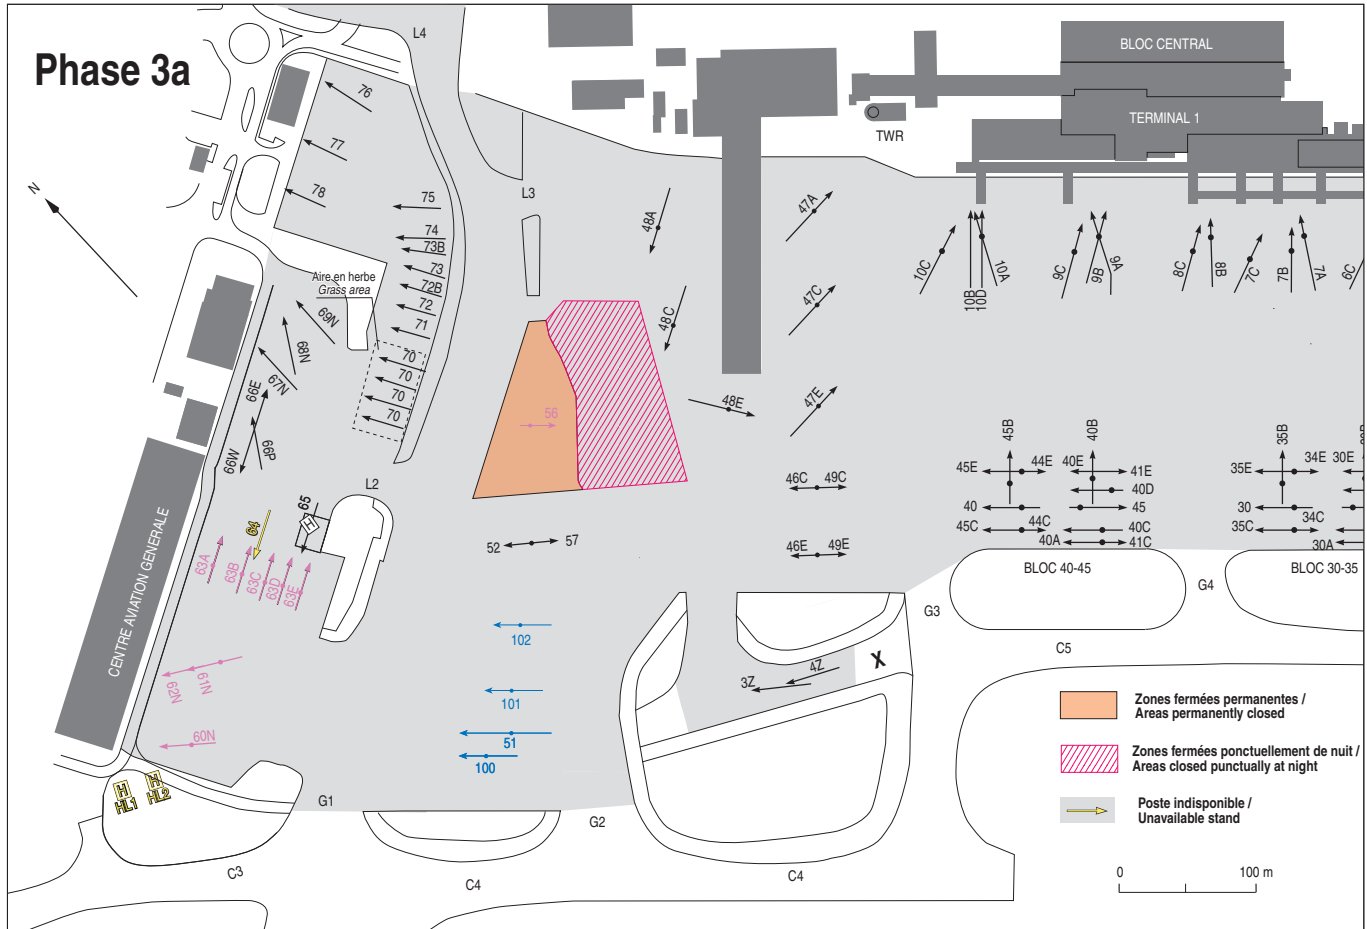 Phase 3a
L4
BLOC CENTRAL
TERMINAL 1
TWR
N
76
77
78
75
74
73B
73
72B
72
71
70
70
70
70
L3
Aire en herbe
Grass area
69N
68N
67N
66E
66P
66W
48A
48C
48E
47A
47C
47E
10C
10B
10D
10A
9C
9B
9A
8C
8B
7C
7B
7A
6C
56
45B
40B
35B
45E
44E
40E
41E
40D
35E
34E
30E
46C
49C
40
45
30
34C
45C
44C
40C
35C
46E
49E
40A
41C
30A
52
57
L2
65
H
64
63A
63B
63C
63D
63E
CENTRE AVIATION GENERALE
BLOC 40-45
BLOC 30-35
G4
G3
C5
102
101
51
100
62N
61N
60N
3Z
4Z
X
H
HL1
H
HL2
G1
G2
C3
C4
C4
Zones fermées permanentes /
Areas permanently closed
Zones fermées ponctuellement de nuit /
Areas closed punctually at night
Poste indisponible /
Unavailable stand
0
100 m